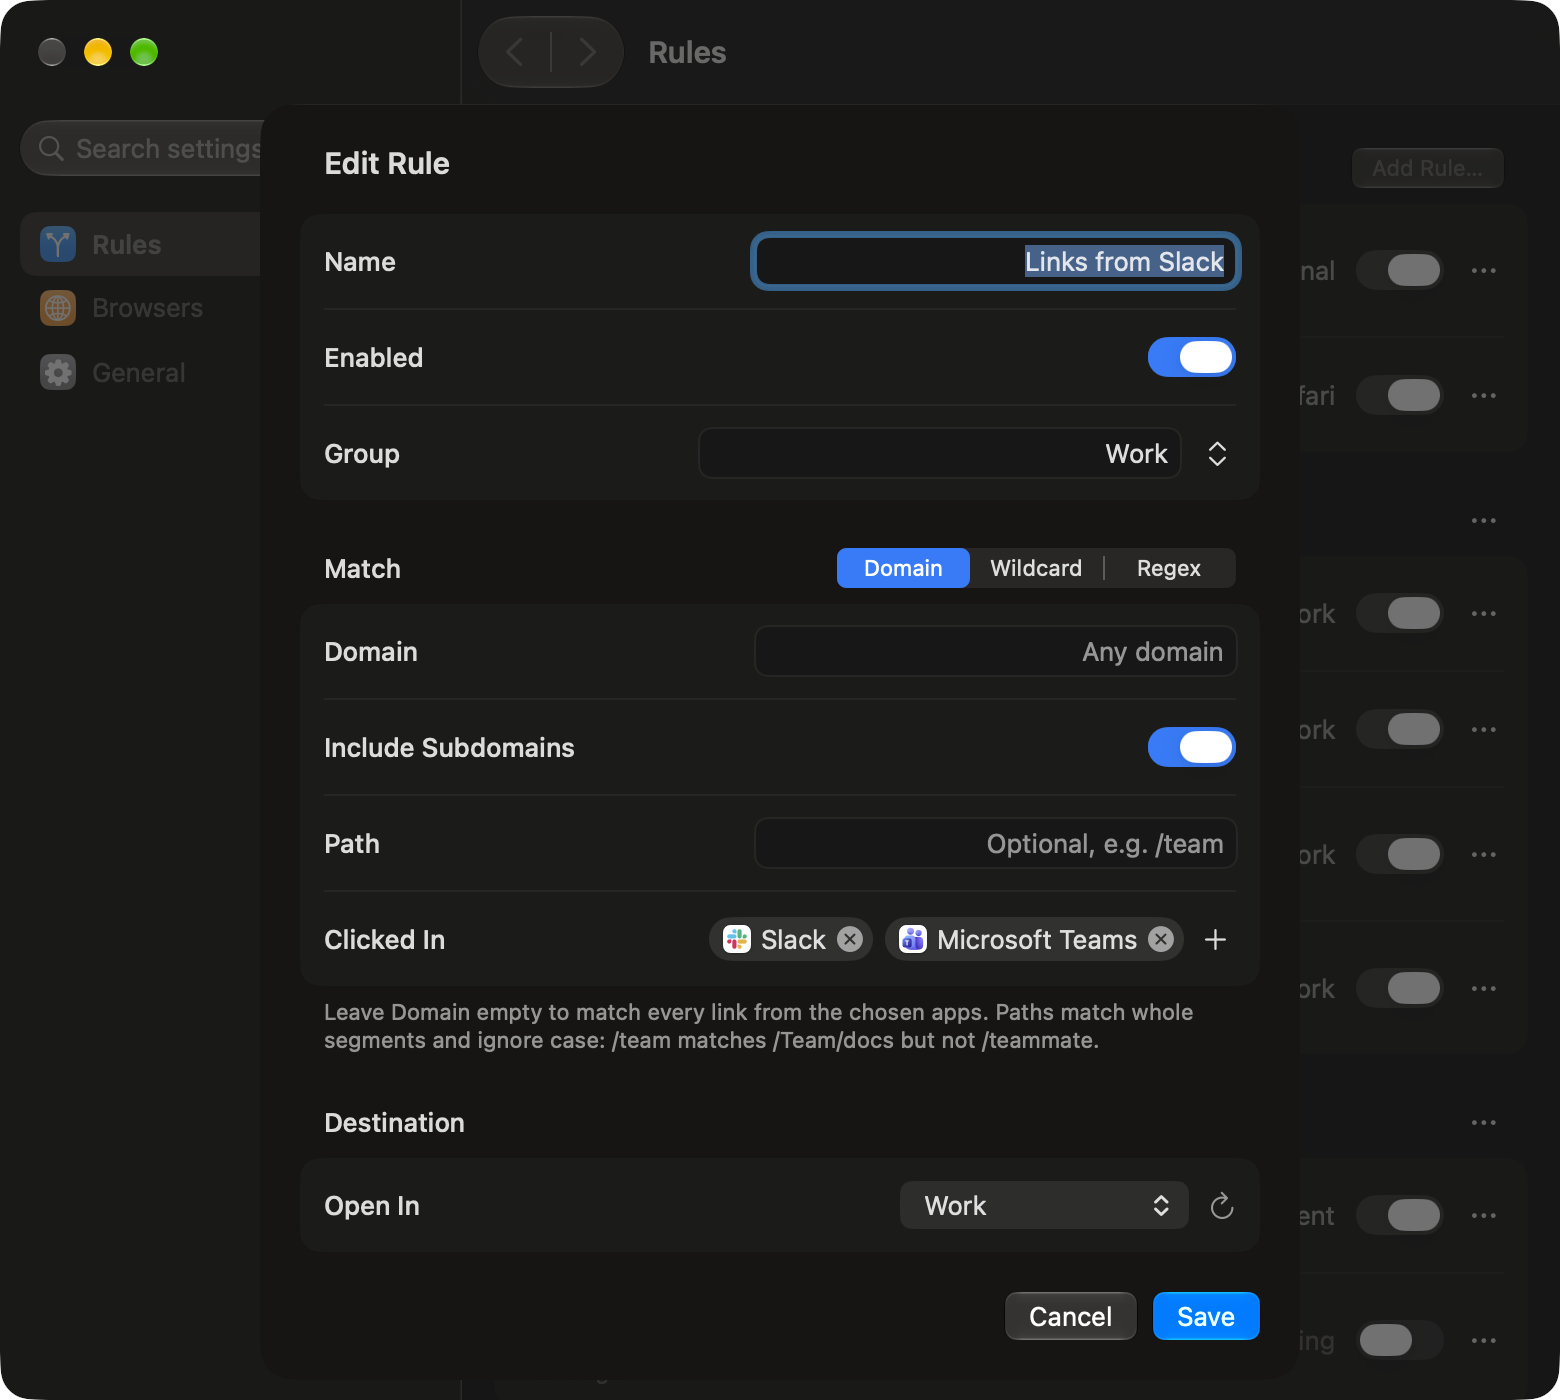 Rules
Search settings
Add Rule...
Rules
Browsers
General
Edit Rule
Name
Links from Slack
Enabled
Group
Work
Match
Domain
Wildcard
Regex
Domain
Any domain
Include Subdomains
Path
Optional, e.g. /team
Clicked In
Slack
Microsoft Teams
Leave Domain empty to match every link from the chosen apps. Paths match whole
segments and ignore case: /team matches /Team/docs but not /teammate.
Destination
Open In
Work
Cancel
Save